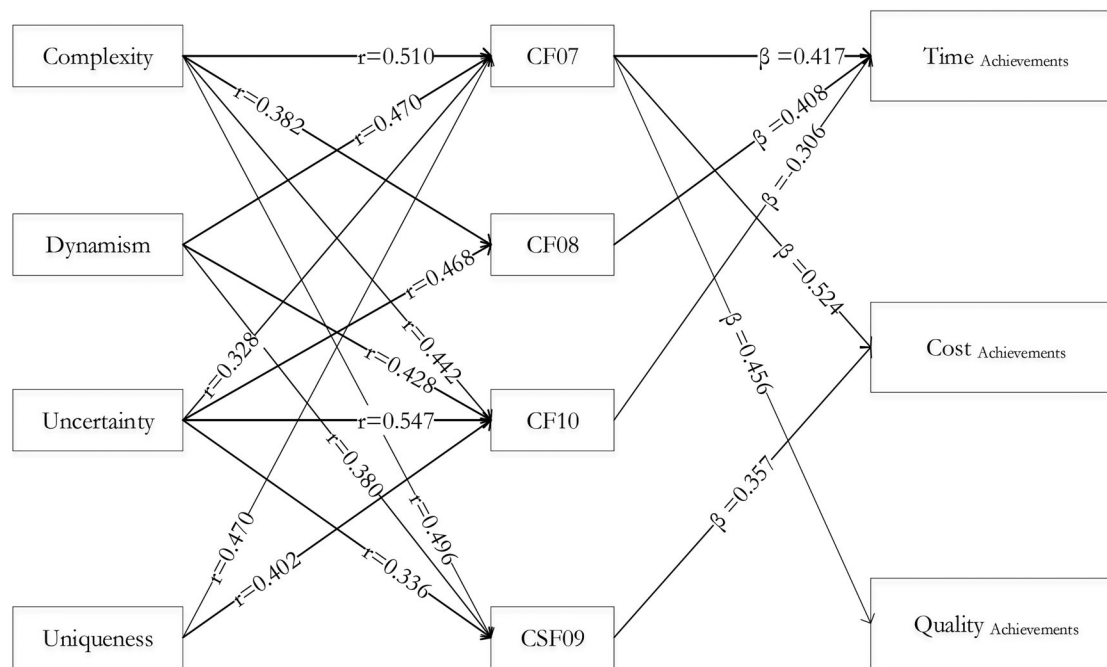 Complexity
r=0.510
CF07
β =0.417
Time Achievements
r=0.470
r=0.382
β =0.408
β =-0.306
Dynamism
CF08
r=0.468
β =0.524
r=0.328
r=0.442
r=0.428
β =0.456
Cost Achievements
Uncertainty
r=0.547
CF10
r=0.380
r=0.496
r=0.470
r=0.402
r=0.336
β =0.357
Uniqueness
CSF09
Quality Achievements